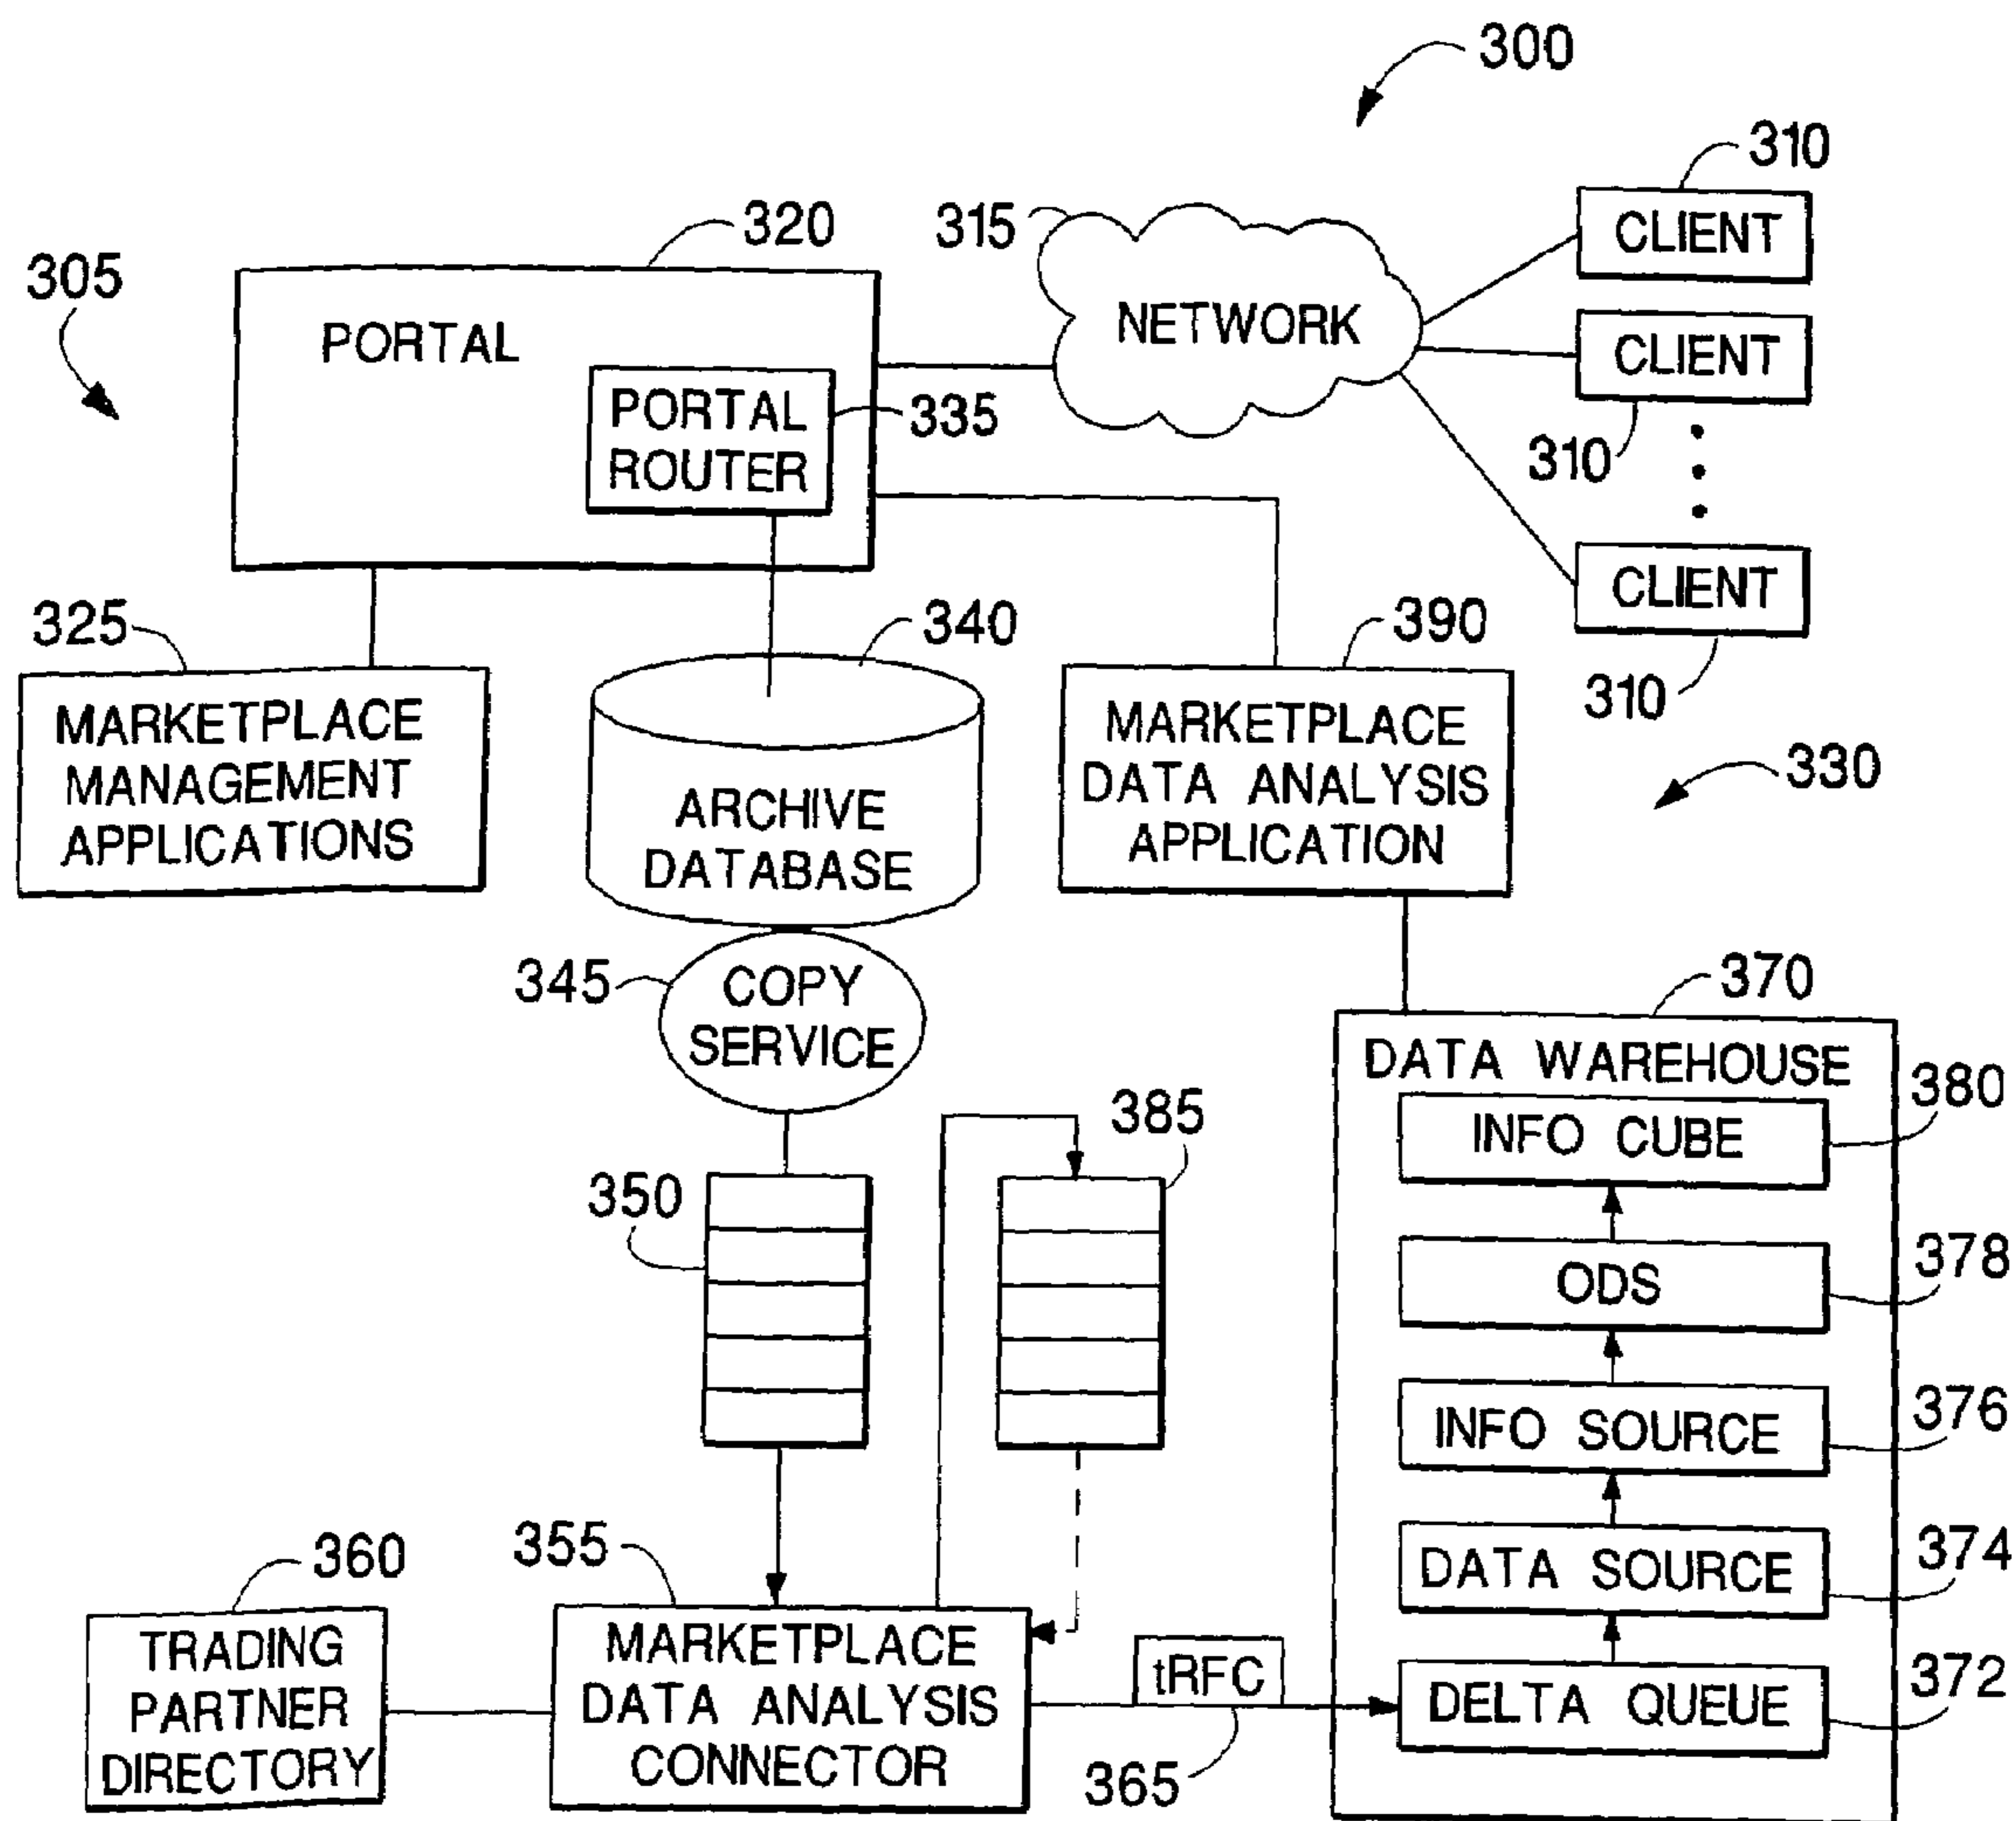 300
310
CLIENT
320
315
305
PORTAL
NETWORK
CLIENT
PORTAL
ROUTER
335
310
CLIENT
325
340
390
310
MARKETPLACE
MANAGEMENT
APPLICATIONS
ARCHIVE
DATABASE
MARKETPLACE
DATA ANALYSIS
APPLICATION
330
345
COPY
SERVICE
370
DATA WAREHOUSE
380
INFO CUBE
385
350
378
ODS
376
INFO SOURCE
374
DATA SOURCE
360
355
TRADING
PARTNER
DIRECTORY
MARKETPLACE
DATA ANALYSIS
CONNECTOR
tRFC
365
372
DELTA QUEUE